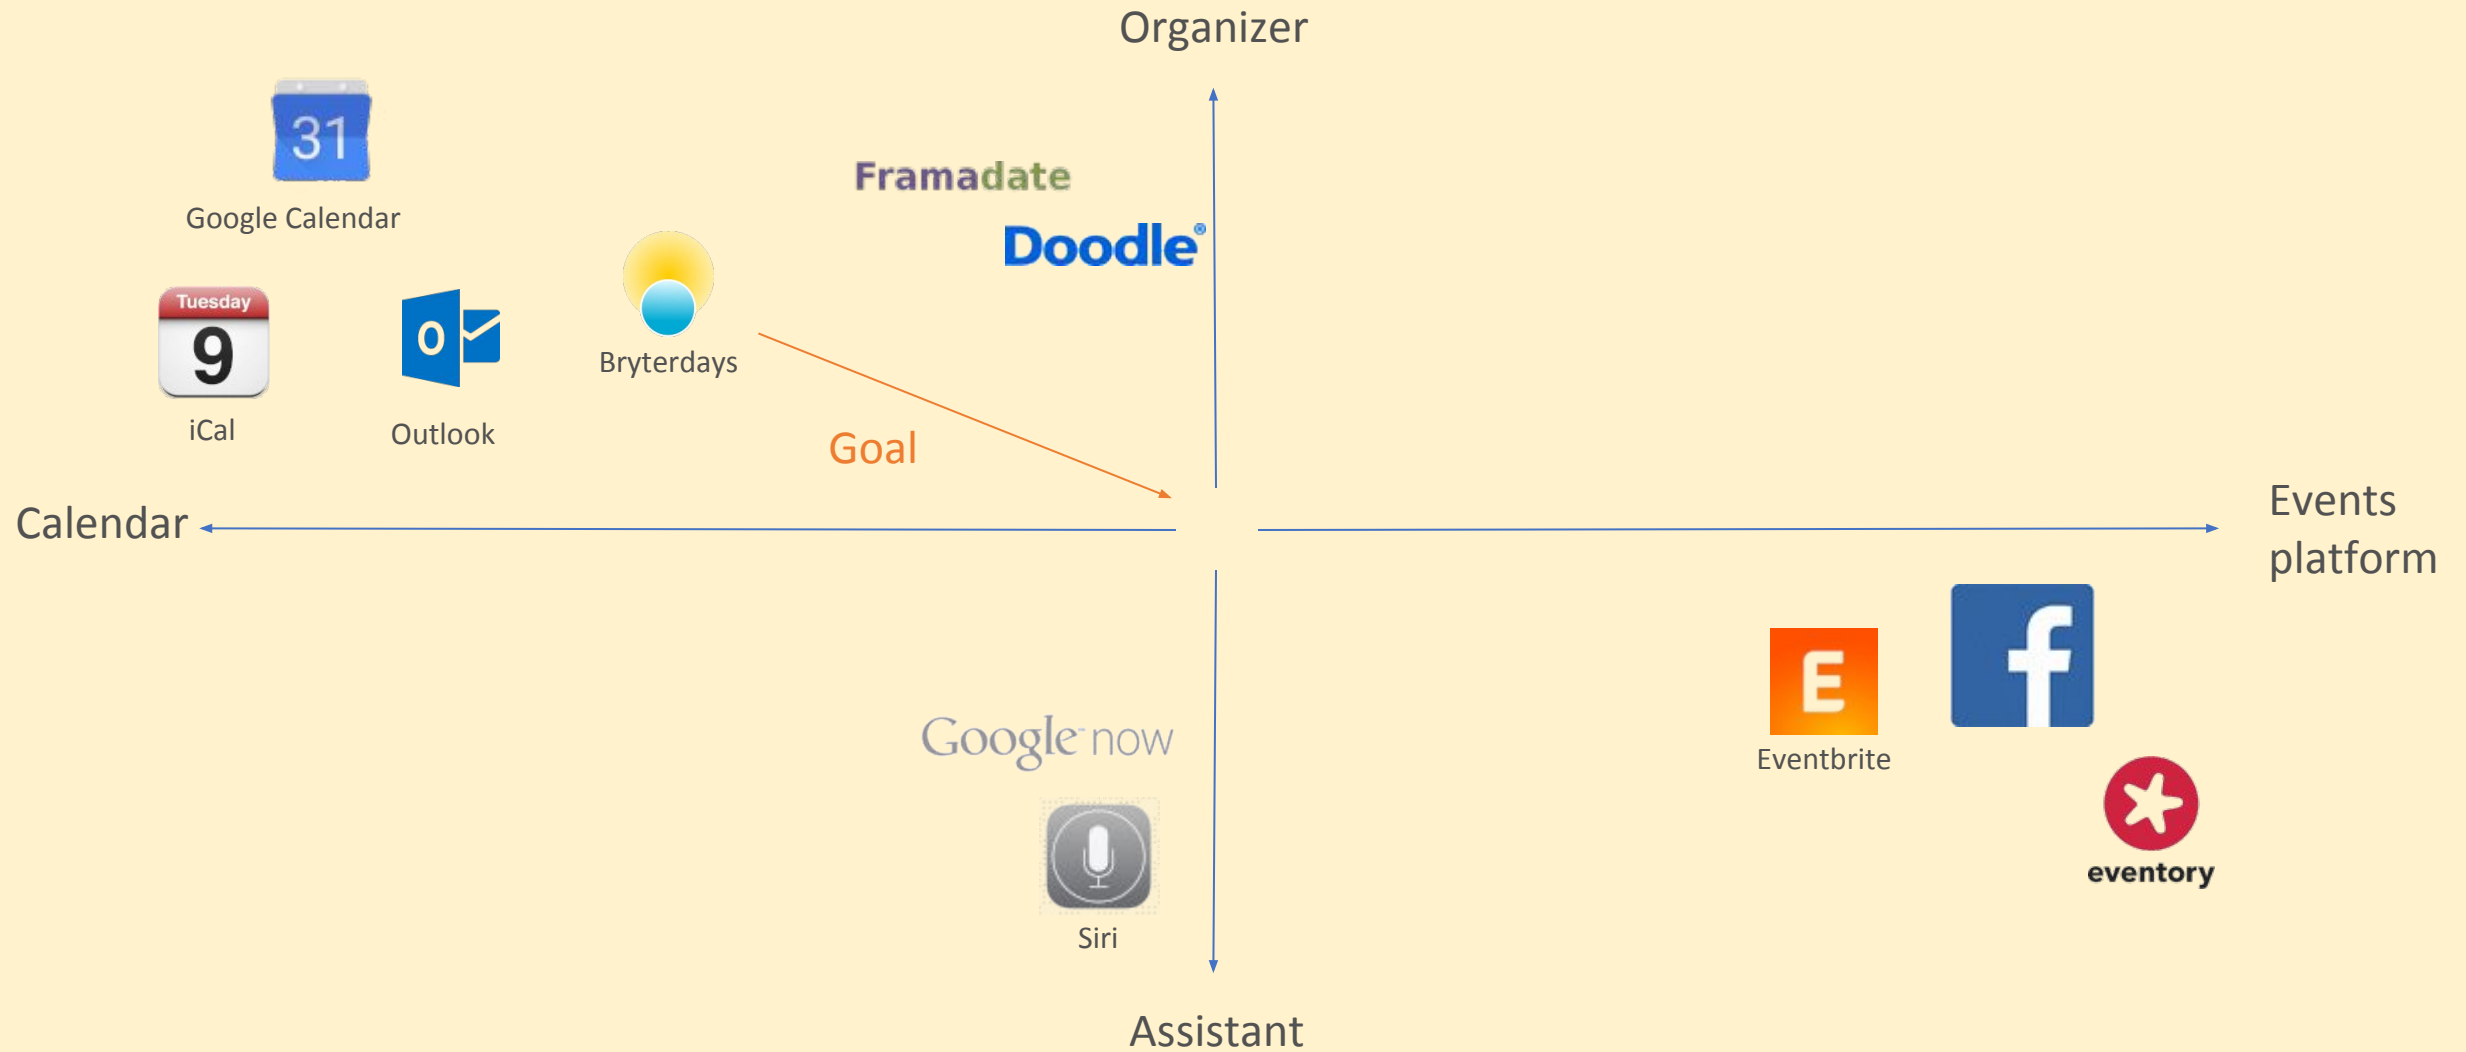 Organizer
31
Google Calendar
Framadate
Doodle®
Tuesday
9
iCal
O
Outlook
Bryterdays
Goal
Calendar
Events
platform
f
E
Eventbrite
Google™ now
eventory
Siri
Assistant